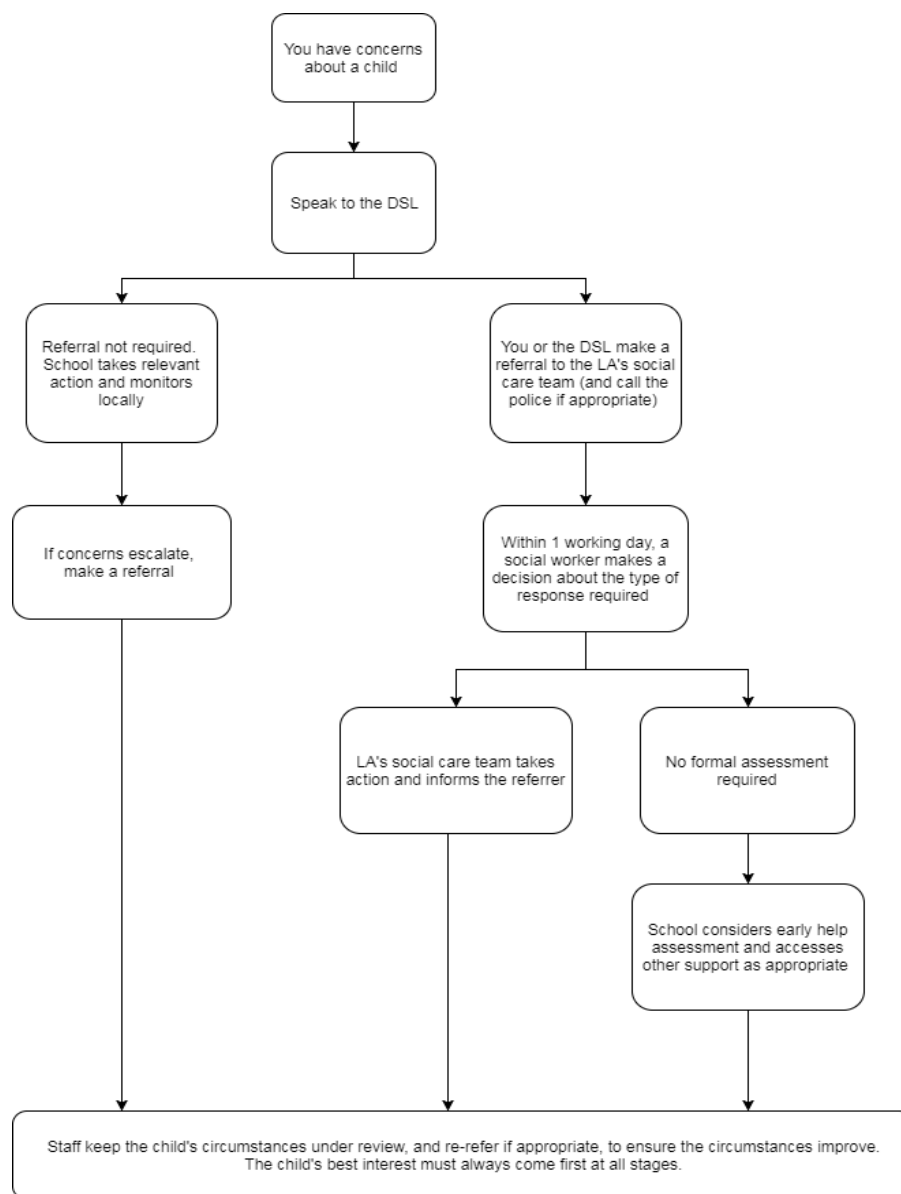 You have concerns
about a child
Speak to the DSL
Referral not required.
School takes relevant
action and monitors
locally
You or the DSL make a
referral to the LA's social
care team (and call the
police if appropriate)
If concerns escalate,
make a referral
Within 1 working day, a
social worker makes a
decision about the type of
response required
LA's social care team takes
action and informs the referrer
No formal assessment
required
School considers early help
assessment and accesses
other support as appropriate
Staff keep the child's circumstances under review, and re-refer if appropriate, to ensure the circumstances improve.
The child's best interest must always come first at all stages.